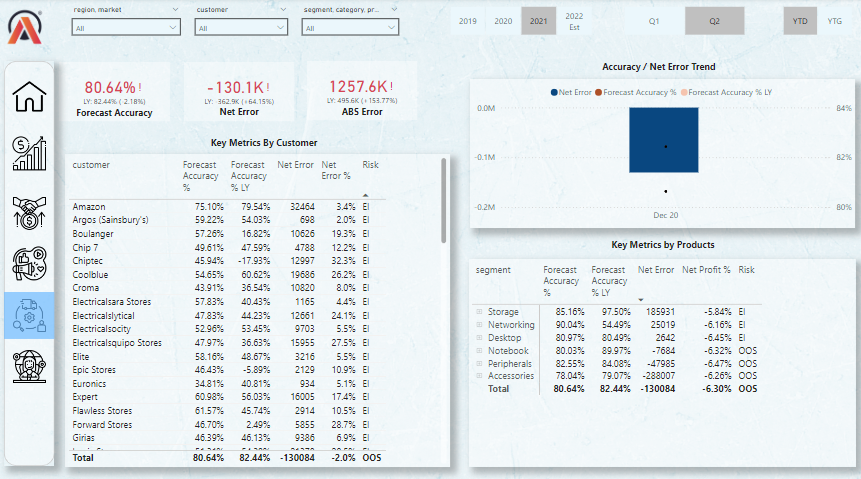 region, market
customer
segment, category, pr...
All
All
All
2019
2020
2021
2022
Est
Q1
Q2
YTD
YTG
80.64% !
LY: 82.44% (-2.18%)
Forecast Accuracy
-130.1K !
LY: -362.9K (+64.15%)
Net Error
1257.6K !
LY: 495.6K (+153.77%)
ABS Error
Accuracy / Net Error Trend
Net Error Forecast Accuracy % Forecast Accuracy % LY
0.0M
-0.1M
-0.2M
84%
82%
80%
Dec 20
Key Metrics By Customer
customer Forecast Accuracy % Forecast Accuracy % LY Net Error Net Error % Risk
Amazon 75.10% 79.54% 32464 3.4% EI
Argos (Sainsbury's) 59.22% 54.03% 698 2.0% EI
Boulanger 57.26% 16.82% 10626 19.3% EI
Chip 7 49.61% 47.59% 4788 12.2% EI
Chiptec 45.94% -17.93% 12997 32.3% EI
Coolblue 54.65% 60.62% 19686 26.2% EI
Croma 43.91% 36.54% 10820 8.0% EI
Electricalsara Stores 57.83% 40.43% 1165 4.4% EI
Electricalslytical 47.83% 44.23% 12661 24.1% EI
Electricalsocity 52.96% 53.45% 9703 5.5% EI
Electricalsquipo Stores 47.97% 36.63% 15955 27.5% EI
Elite 58.16% 48.67% 3216 5.5% EI
Epic Stores 46.43% -5.89% 2129 10.9% EI
Euronics 34.81% 40.81% 934 5.1% EI
Expert 60.98% 56.03% 16005 17.4% EI
Flawless Stores 61.57% 45.74% 2914 10.5% EI
Forward Stores 46.70% 2.49% 5855 28.7% EI
Girias 46.39% 46.13% 9386 6.9% EI
Total 80.64% 82.44% -130084 -2.0% OOS
Key Metrics by Products
segment Forecast Accuracy % Forecast Accuracy % LY Net Error Net Profit % Risk
Storage 85.16% 97.50% 185931 -5.84% EI
Networking 90.04% 54.49% 25019 -6.16% EI
Desktop 80.97% 80.49% 2642 -6.45% EI
Notebook 80.03% 89.97% -7684 -6.32% OOS
Peripherals 82.55% 84.08% -47985 -6.47% OOS
Accessories 78.04% 79.07% -288007 -6.26% OOS
Total 80.64% 82.44% -130084 -6.30% OOS